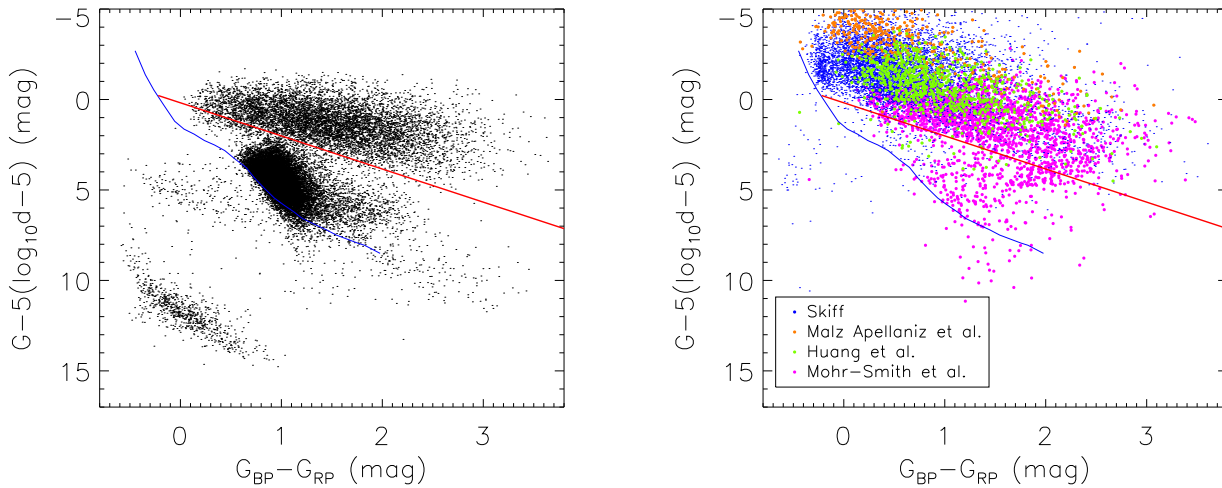 −5
0
5
10
15
G−5(log10d−5) (mag)
0
1
2
3
GBP−GRP (mag)
−5
0
5
10
15
G−5(log10d−5) (mag)
0
1
2
3
GBP−GRP (mag)
Skiff
Malz Apellaniz et al.
Huang et al.
Mohr−Smith et al.